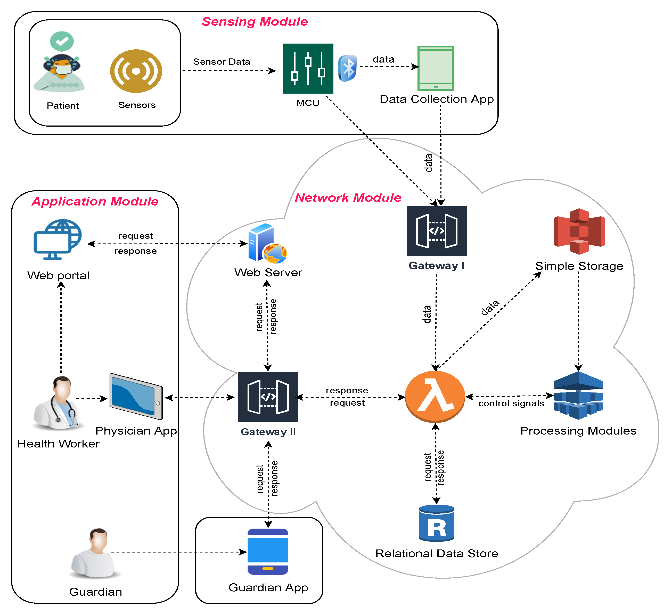 Sensing Module
Patient
Sensors
Sensor Data
MCU
data
Data Collection App
data
data
Application Module
Network Module
Web portal
request
response
Web Server
Gateway I
Simple Storage
request
response
data
data
Health Worker
Physician App
Gateway II
response
request
λ
control signals
Processing Modules
request
response
request
response
R
Relational Data Store
Guardian
Guardian App